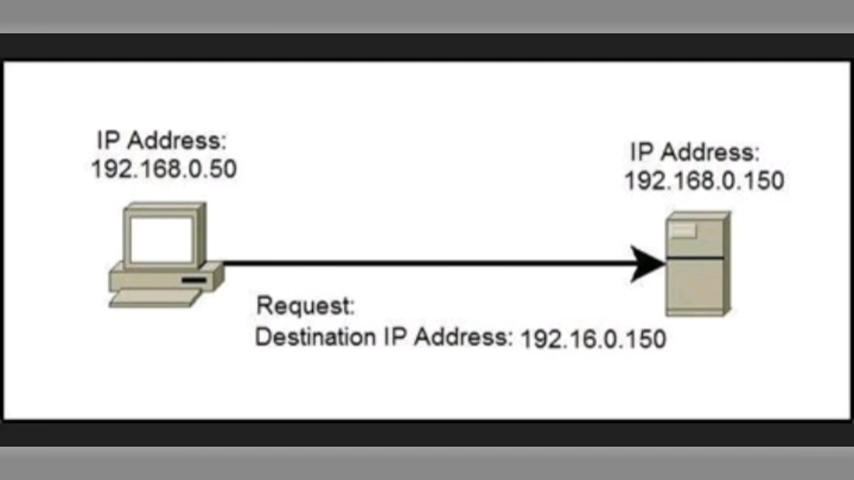 IP Address:
192.168.0.50
IP Address:
192.168.0.150
Request:
Destination IP Address: 192.16.0.150